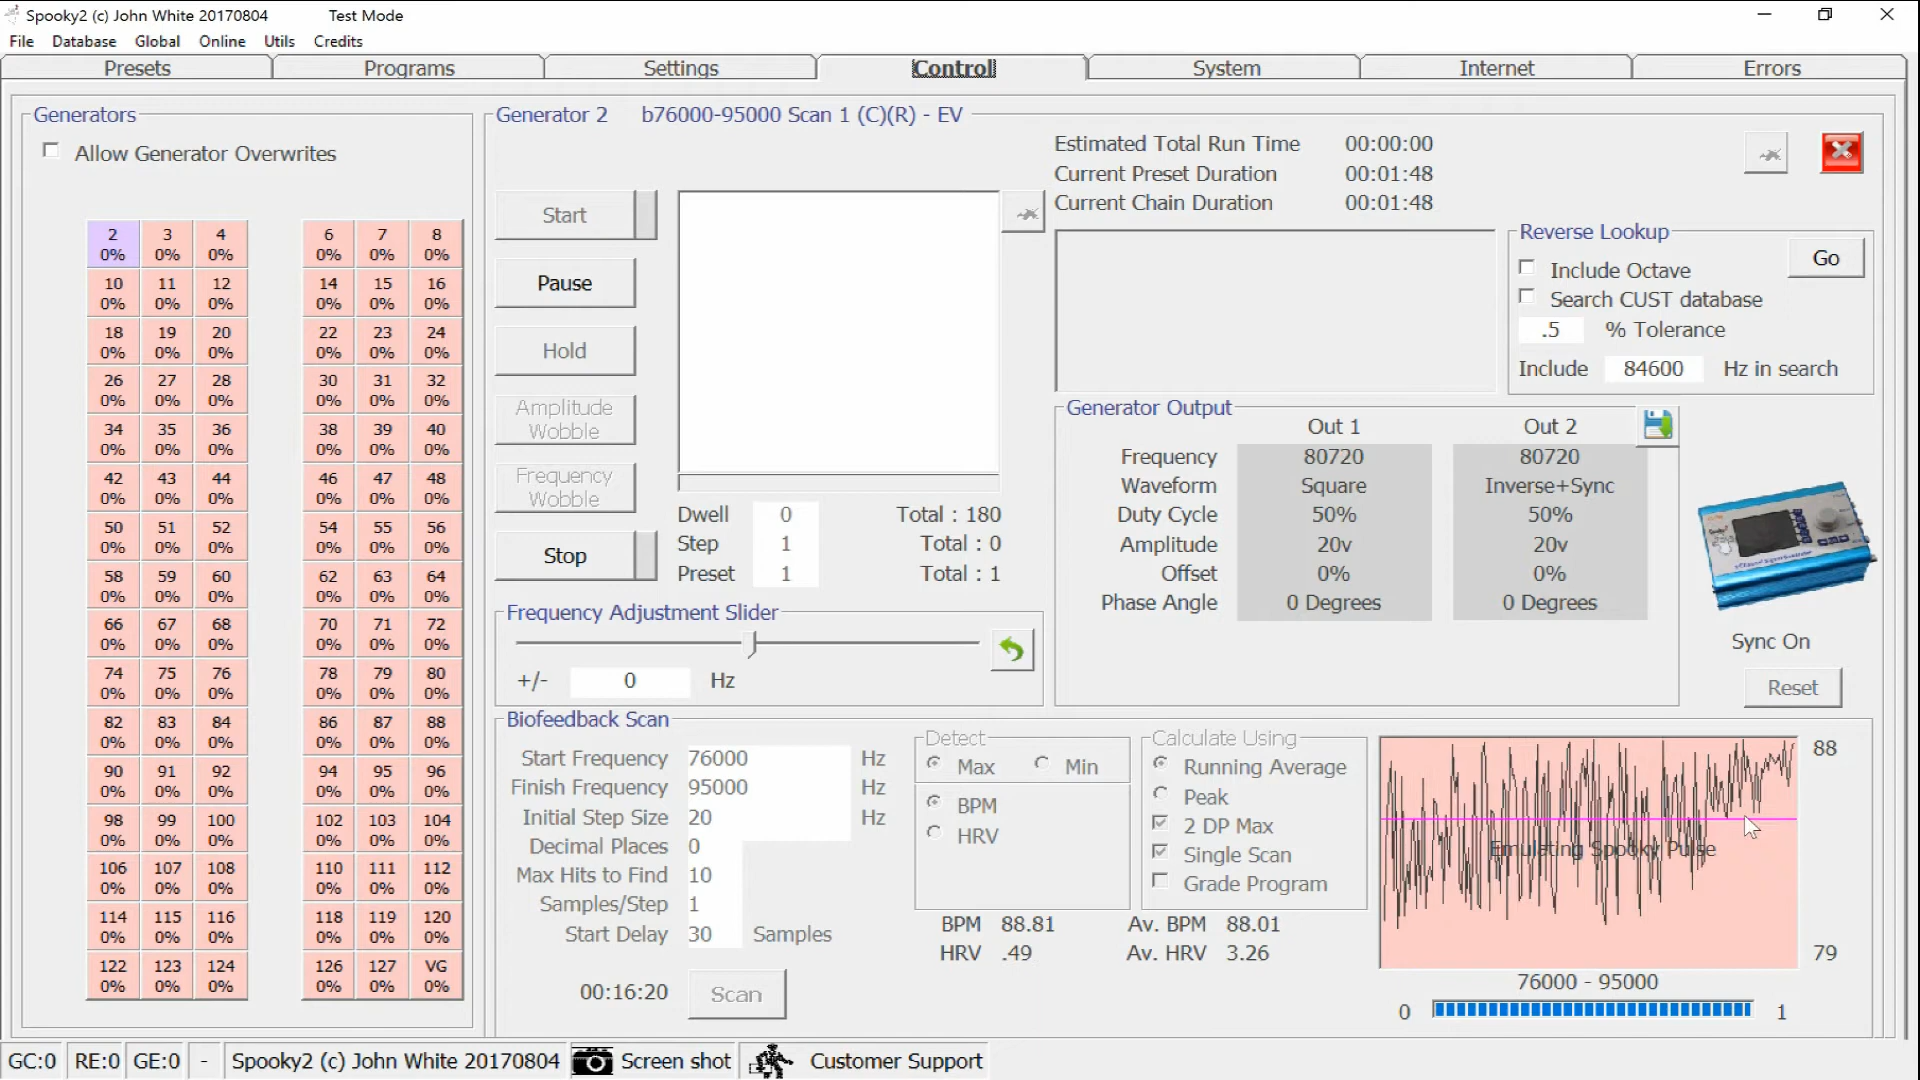 Spooky2 (c) John White 20170804 Test Mode
File Database Global Online Utils Credits
Presets Programs Settings Control System Internet Errors
Generators
Allow Generator Overwrites
2 3 4 6 7 8
0% 0% 0% 0% 0% 0%
10 11 12 14 15 16
0% 0% 0% 0% 0% 0%
18 19 20 22 23 24
0% 0% 0% 0% 0% 0%
26 27 28 30 31 32
0% 0% 0% 0% 0% 0%
34 35 36 38 39 40
0% 0% 0% 0% 0% 0%
42 43 44 46 47 48
0% 0% 0% 0% 0% 0%
50 51 52 54 55 56
0% 0% 0% 0% 0% 0%
58 59 60 62 63 64
0% 0% 0% 0% 0% 0%
66 67 68 70 71 72
0% 0% 0% 0% 0% 0%
74 75 76 78 79 80
0% 0% 0% 0% 0% 0%
82 83 84 86 87 88
0% 0% 0% 0% 0% 0%
90 91 92 94 95 96
0% 0% 0% 0% 0% 0%
98 99 100 102 103 104
0% 0% 0% 0% 0% 0%
106 107 108 110 111 112
0% 0% 0% 0% 0% 0%
114 115 116 118 119 120
0% 0% 0% 0% 0% 0%
122 123 124 126 127 VG
0% 0% 0% 0% 0% 0%
Generator 2 b76000-95000 Scan 1 (C)(R) - EV
Start
Pause
Hold
Amplitude
Wobble
Frequency
Wobble
Stop
Dwell 0 Total : 180
Step 1 Total : 0
Preset 1 Total : 1
Estimated Total Run Time 00:00:00
Current Preset Duration 00:01:48
Current Chain Duration 00:01:48
Reverse Lookup
Go
Include Octave
Search CUST database
.5 % Tolerance
Include 84600 Hz in search
Generator Output
Out 1 Out 2
Frequency 80720 80720
Waveform Square Inverse+Sync
Duty Cycle 50% 50%
Amplitude 20v 20v
Offset 0% 0%
Phase Angle 0 Degrees 0 Degrees
Sync On
Reset
Frequency Adjustment Slider
+/- 0 Hz
Biofeedback Scan
Start Frequency 76000 Hz
Finish Frequency 95000 Hz
Initial Step Size 20 Hz
Decimal Places 0
Max Hits to Find 10
Samples/Step 1
Start Delay 30 Samples
00:16:20 Scan
Detect
Max Min
BPM
HRV
Calculate Using
Running Average
Peak
2 DP Max
Single Scan
Grade Program
BPM 88.81 Av. BPM 88.01
HRV .49 Av. HRV 3.26
88
Emulating Spooky Pulse
79
76000 - 95000
0 1
GC:0 RE:0 GE:0 - Spooky2 (c) John White 20170804 Screen shot Customer Support